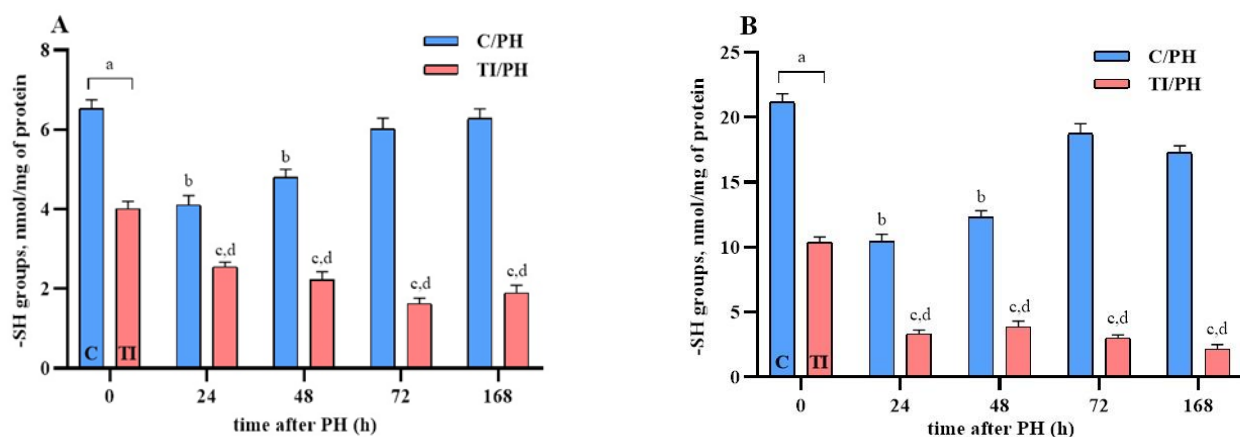 A
C/PH
TI/PH
8
6
4
2
0
-SH groups, nmol/mg of protein
a
b
c,d
b
c,d
c,d
c,d
C
TI
0
24
48
72
168
time after PH (h)
B
C/PH
TI/PH
25
20
15
10
5
0
-SH groups, nmol/mg of protein
a
b
c,d
b
c,d
c,d
c,d
C
TI
0
24
48
72
168
time after PH (h)